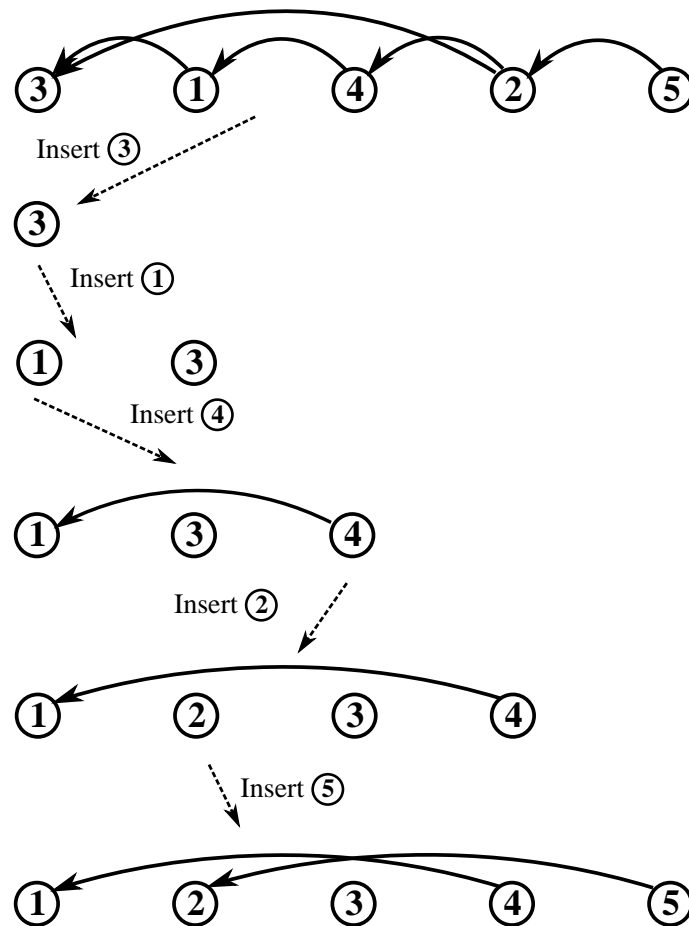 3 1 4 2 5
Insert 3
3
Insert 1
1 3
Insert 4
1 3 4
Insert 2
1 2 3 4
Insert 5
1 2 3 4 5